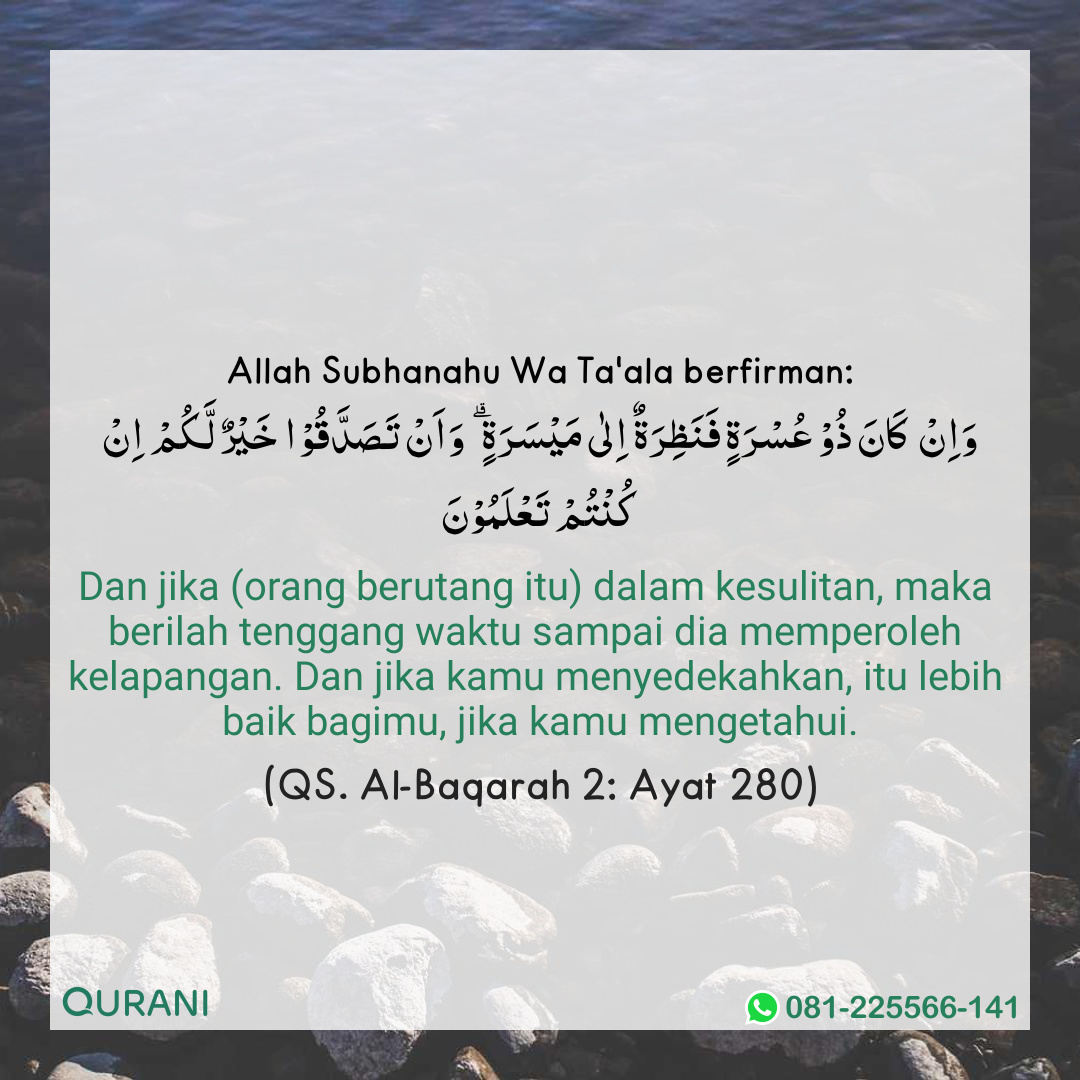 Allah Subhanahu Wa Ta'ala berfirman:
وَاِنْ كَانَ ذُوْ عُسْرَةٍ فَنَظِرَةٌ اِلٰى مَيْسَرَةٍ ۗ وَاَنْ تَصَدَّقُوْا خَيْرٌ لَّـكُمْ اِنْ
كُنْتُمْ تَعْلَمُوْنَ
Dan jika (orang berutang itu) dalam kesulitan, maka
berilah tenggang waktu sampai dia memperoleh
kelapangan. Dan jika kamu menyedekahkan, itu lebih
baik bagimu, jika kamu mengetahui.
(QS. Al-Baqarah 2: Ayat 280)
QURANI
081-225566-141